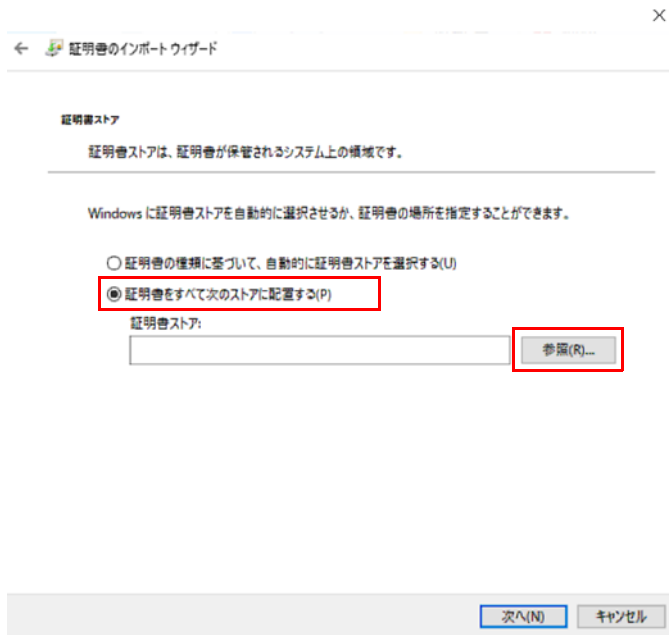 証明書のインポート ウィザード
証明書ストア
証明書ストアは、証明書が保管されるシステム上の領域です。
Windows に証明書ストアを自動的に選択させるか、証明書の場所を指定することができます。
証明書の種類に基づいて、自動的に証明書ストアを選択する(U)
証明書をすべて次のストアに配置する(P)
証明書ストア:
参照(R)...
次へ(N)
キャンセル